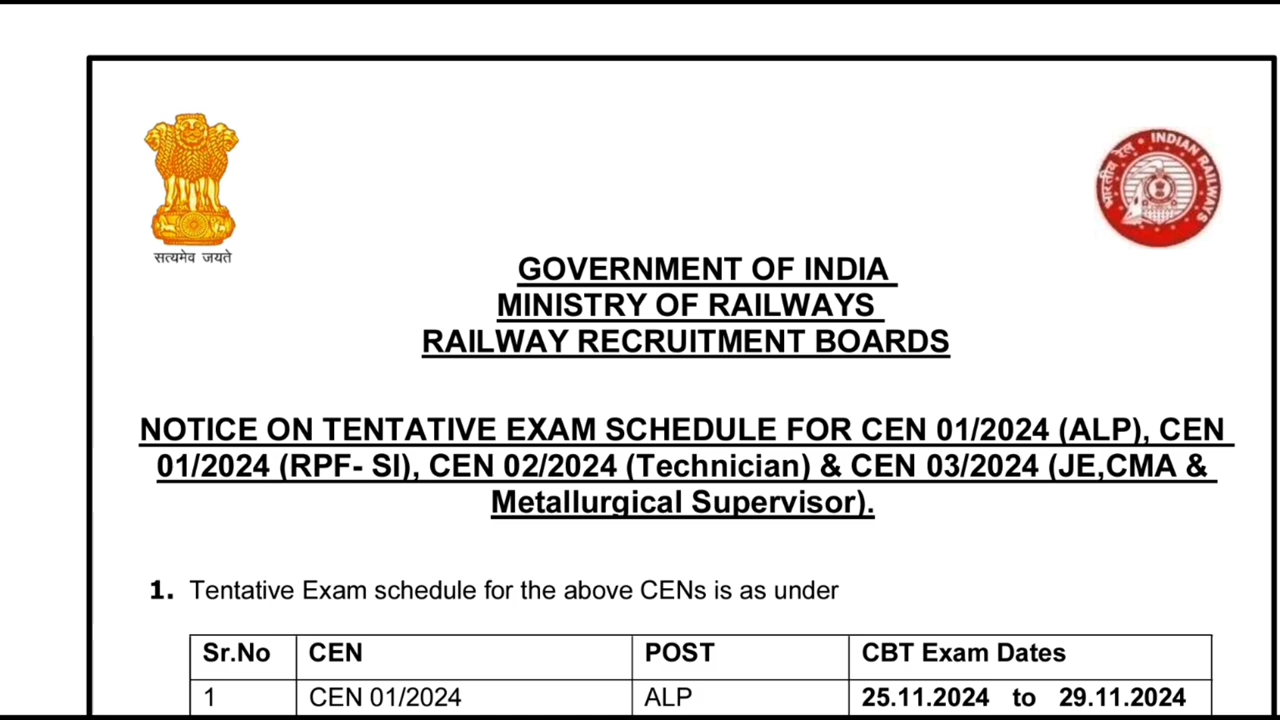 भारतीय रेल • INDIAN RAILWAYS
सत्यमेव जयते
GOVERNMENT OF INDIA
MINISTRY OF RAILWAYS
RAILWAY RECRUITMENT BOARDS
NOTICE ON TENTATIVE EXAM SCHEDULE FOR CEN 01/2024 (ALP), CEN
01/2024 (RPF- SI), CEN 02/2024 (Technician) & CEN 03/2024 (JE,CMA &
Metallurgical Supervisor).
1. Tentative Exam schedule for the above CENs is as under
Sr.No CEN POST CBT Exam Dates
1 CEN 01/2024 ALP 25.11.2024 to 29.11.2024